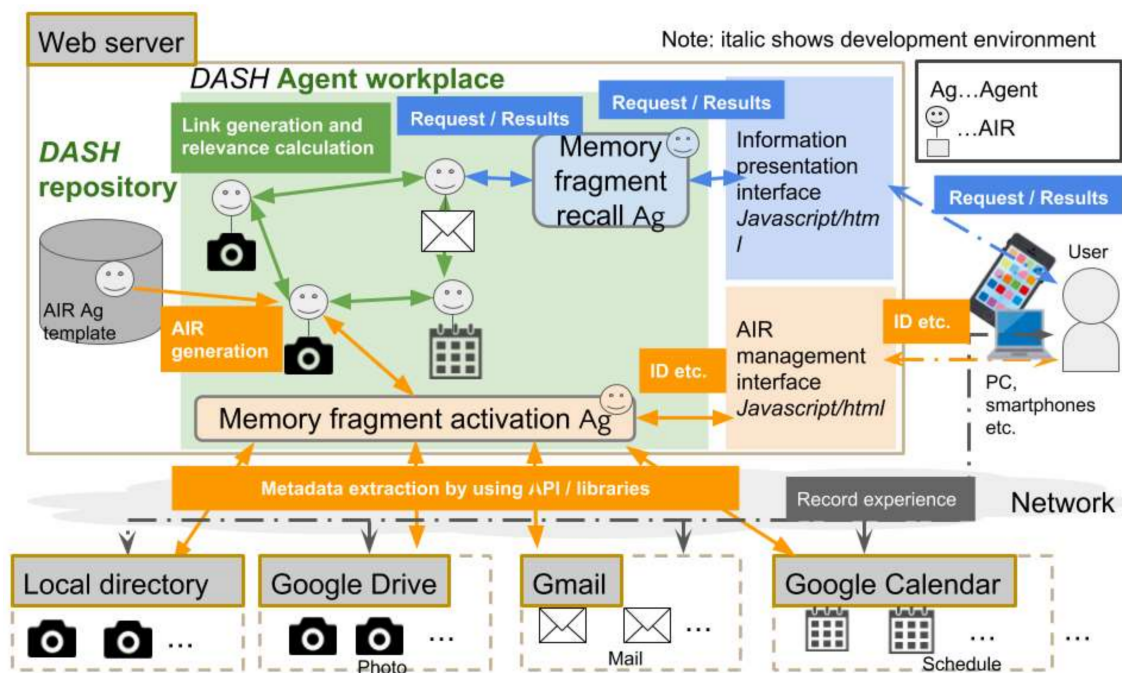 Web server
Note: italic shows development environment
DASH Agent workplace
Request / Results
Request / Results
Ag…Agent
…AIR
Link generation and
relevance calculation
DASH
repository
Memory
fragment
recall Ag
Information
presentation
interface
Javascript/htm
l
Request / Results
User
AIR Ag
template
AIR
generation
ID etc.
ID etc.
AIR
management
interface
Javascript/html
PC,
smartphones
etc.
Memory fragment activation Ag
Metadata extraction by using API / libraries
Record experience
Network
Local directory
Google Drive
Gmail
Google Calendar
...
...
Photo
...
Mail
...
Schedule
...